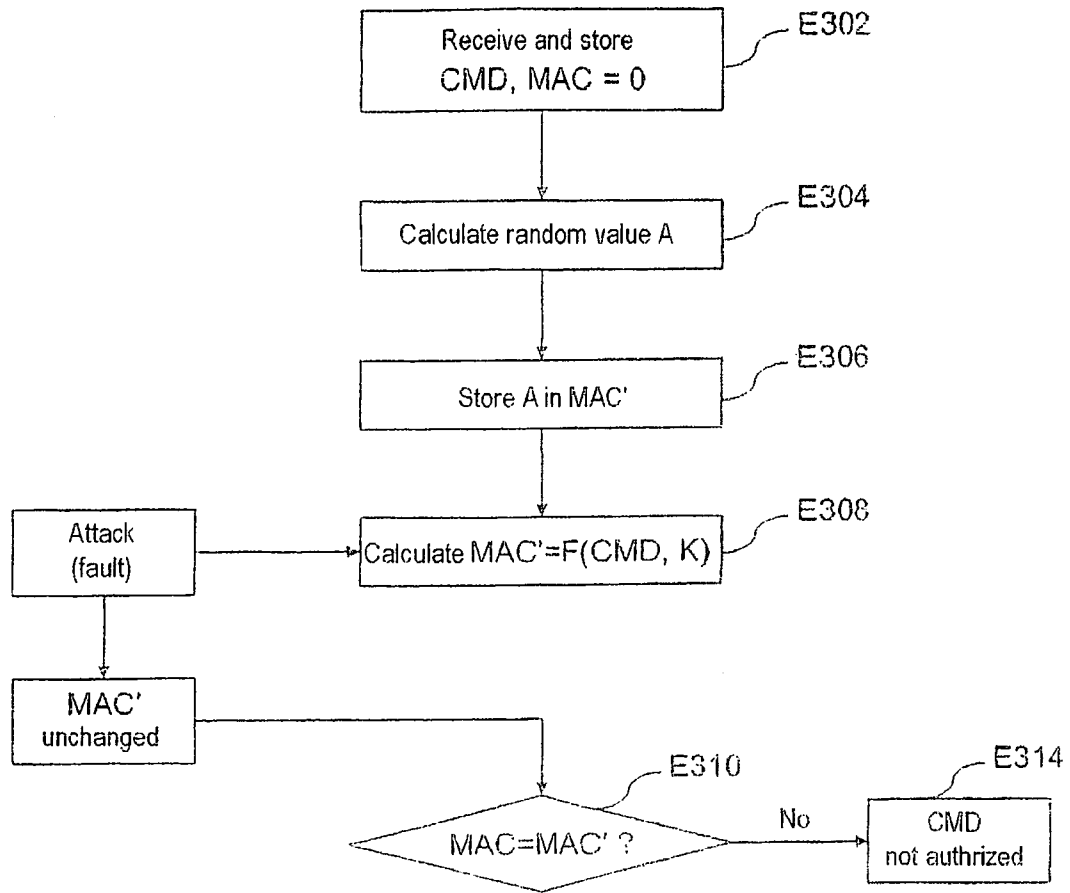 Receive and store
CMD, MAC = 0
E302
Calculate random value A
E304
Store A in MAC'
E306
Attack
(fault)
Calculate MAC'=F(CMD, K)
E308
MAC'
unchanged
MAC=MAC' ?
E310
No
CMD
not authrized
E314